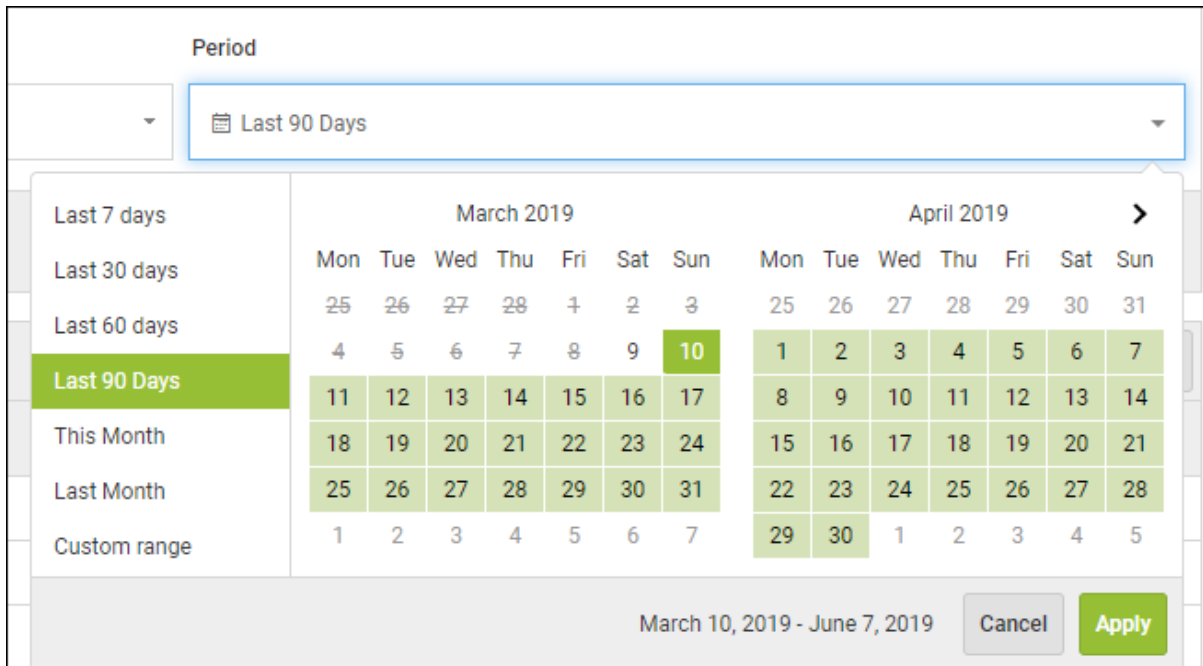 Period
Last 90 Days
Last 7 days
Last 30 days
Last 60 days
Last 90 Days
This Month
Last Month
Custom range
March 2019
Mon Tue Wed Thu Fri Sat Sun
25 26 27 28 1 2 3
4 5 6 7 8 9 10
11 12 13 14 15 16 17
18 19 20 21 22 23 24
25 26 27 28 29 30 31
1 2 3 4 5 6 7
April 2019
Mon Tue Wed Thu Fri Sat Sun
25 26 27 28 29 30 31
1 2 3 4 5 6 7
8 9 10 11 12 13 14
15 16 17 18 19 20 21
22 23 24 25 26 27 28
29 30 1 2 3 4 5
March 10, 2019 - June 7, 2019
Cancel
Apply